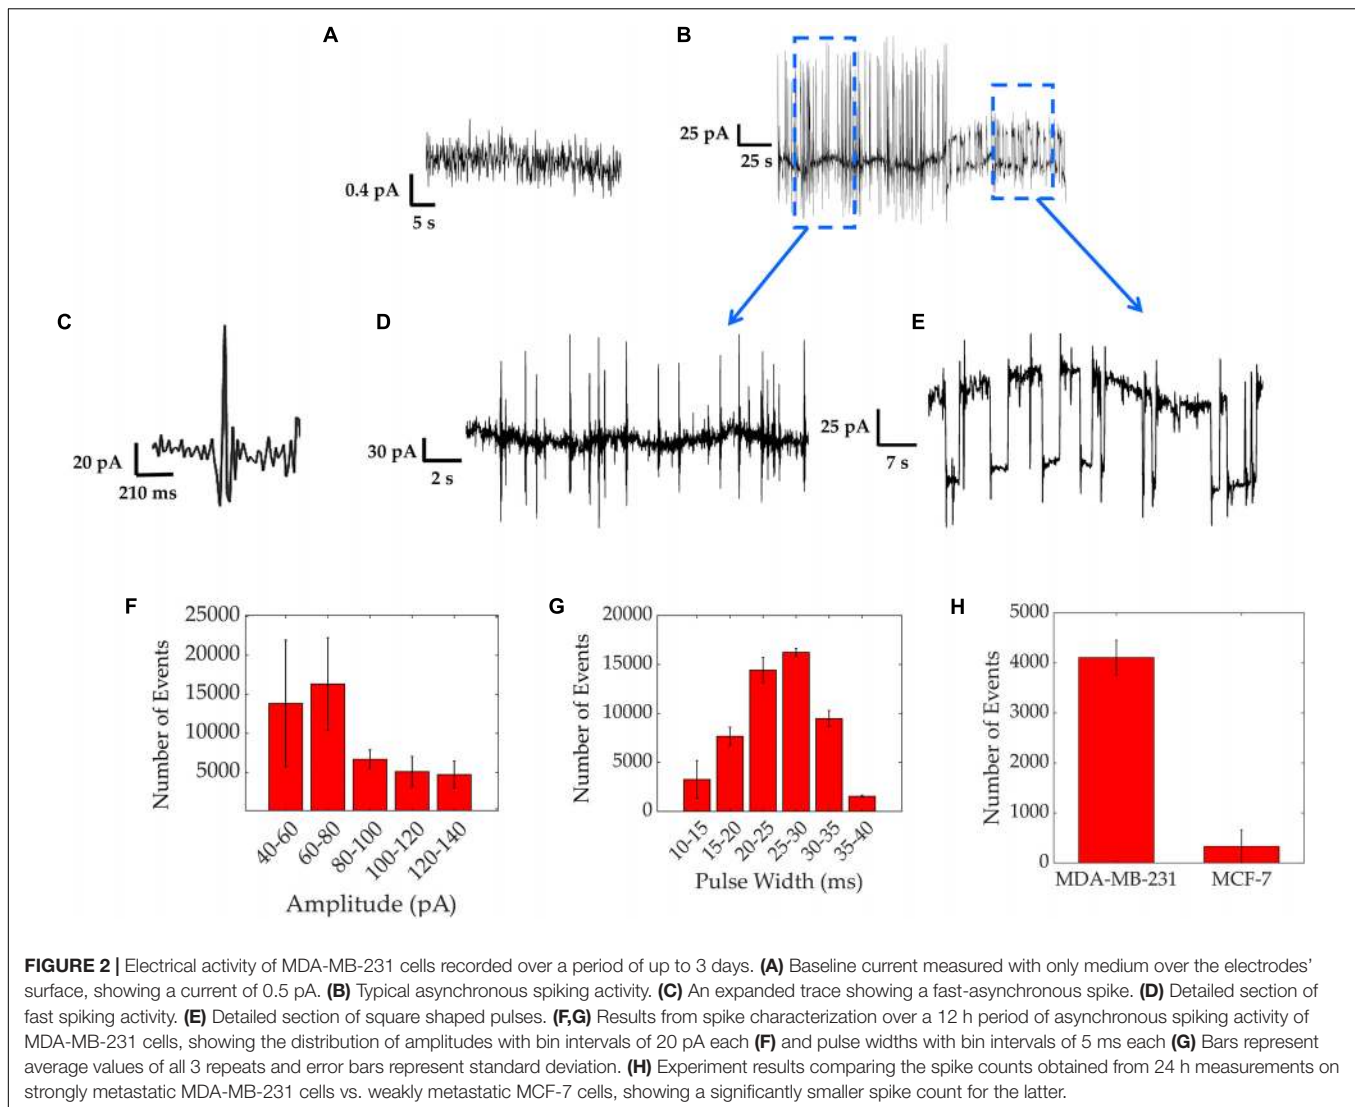 A
B
0.4 pA
5 s
25 pA
25 s
C
D
E
20 pA
210 ms
30 pA
2 s
25 pA
7 s
F
25000
20000
15000
10000
5000
Number of Events
40-60
60-80
80-100
100-120
120-140
Amplitude (pA)
G
20000
15000
10000
5000
0
Number of Events
10-15
15-20
20-25
25-30
30-35
35-40
Pulse Width (ms)
H
5000
4000
3000
2000
1000
0
Number of Events
MDA-MB-231
MCF-7
FIGURE 2 | Electrical activity of MDA-MB-231 cells recorded over a period of up to 3 days. (A) Baseline current measured with only medium over the electrodes'
surface, showing a current of 0.5 pA. (B) Typical asynchronous spiking activity. (C) An expanded trace showing a fast-asynchronous spike. (D) Detailed section of
fast spiking activity. (E) Detailed section of square shaped pulses. (F,G) Results from spike characterization over a 12 h period of asynchronous spiking activity of
MDA-MB-231 cells, showing the distribution of amplitudes with bin intervals of 20 pA each (F) and pulse widths with bin intervals of 5 ms each (G) Bars represent
average values of all 3 repeats and error bars represent standard deviation. (H) Experiment results comparing the spike counts obtained from 24 h measurements on
strongly metastatic MDA-MB-231 cells vs. weakly metastatic MCF-7 cells, showing a significantly smaller spike count for the latter.